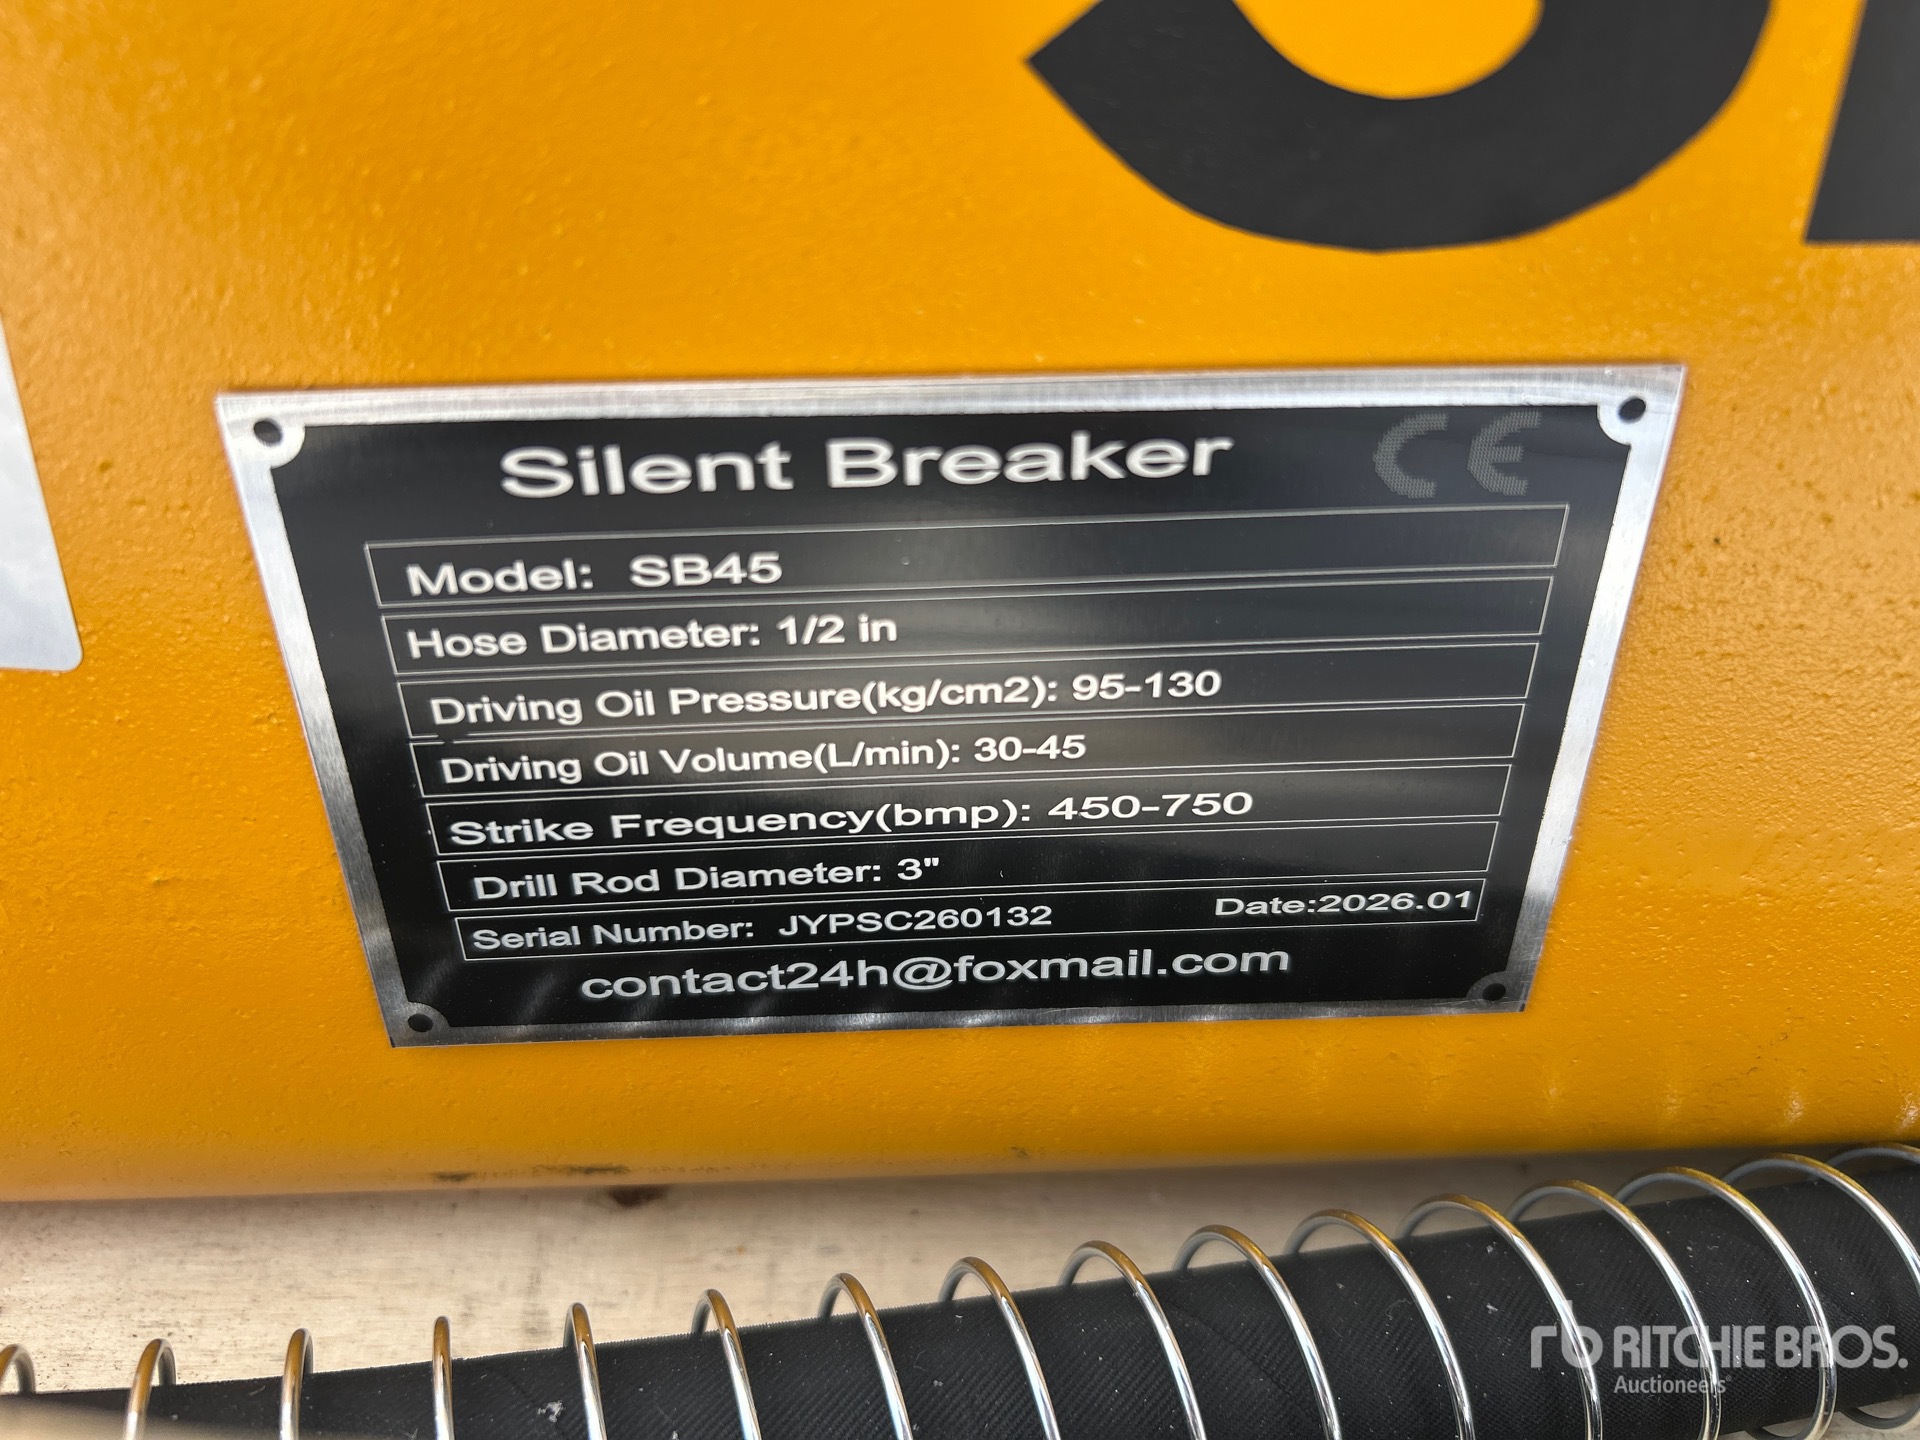 Silent Breaker CE
Model: SB45
Hose Diameter: 1/2 in
Driving Oil Pressure(kg/cm2): 95-130
Driving Oil Volume(L/min): 30-45
Strike Frequency(bmp): 450-750
Drill Rod Diameter: 3"
Serial Number: JYPSC260132 Date:2026.01
contact24h@foxmail.com
rb RITCHIE BROS.
Auctioneers